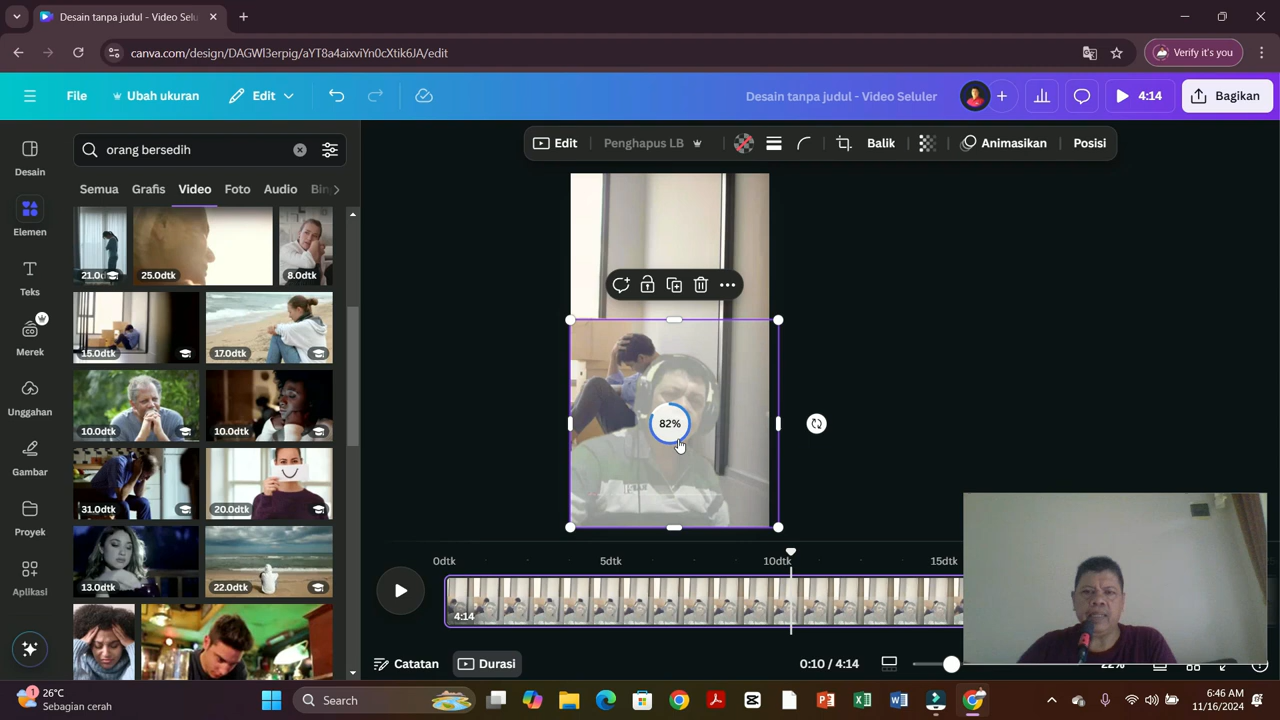 Desain tanpa judul - Video Selu
canva.com/design/DAGWl3erpig/aYT8a4aixviYn0cXtik6JA/edit
Verify it's you
File
Ubah ukuran
Edit
Desain tanpa judul - Video Seluler
4:14
Bagikan
Desain
Elemen
Teks
Merek
Unggahan
Gambar
Proyek
Aplikasi
orang bersedih
Semua Grafis Video Foto Audio Bin
21.0
25.0dtk
8.0dtk
15.0dtk
17.0dtk
10.0dtk
10.0dtk
31.0dtk
20.0dtk
13.0dtk
22.0dtk
Edit
Penghapus LB
Balik
Animasikan
Posisi
82%
0dtk 5dtk 10dtk 15dtk
4:14
Catatan
Durasi
0:10 / 4:14
22%
1
26°C
Sebagian cerah
Search
6:46 AM
11/16/2024